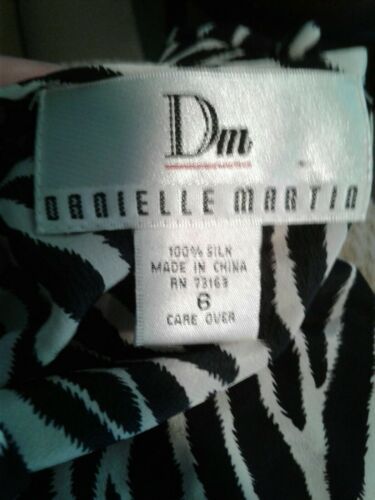 Dm
DANIELLE MARTIN
100% SILK
MADE IN CHINA
RN 73163
6
CARE OVER